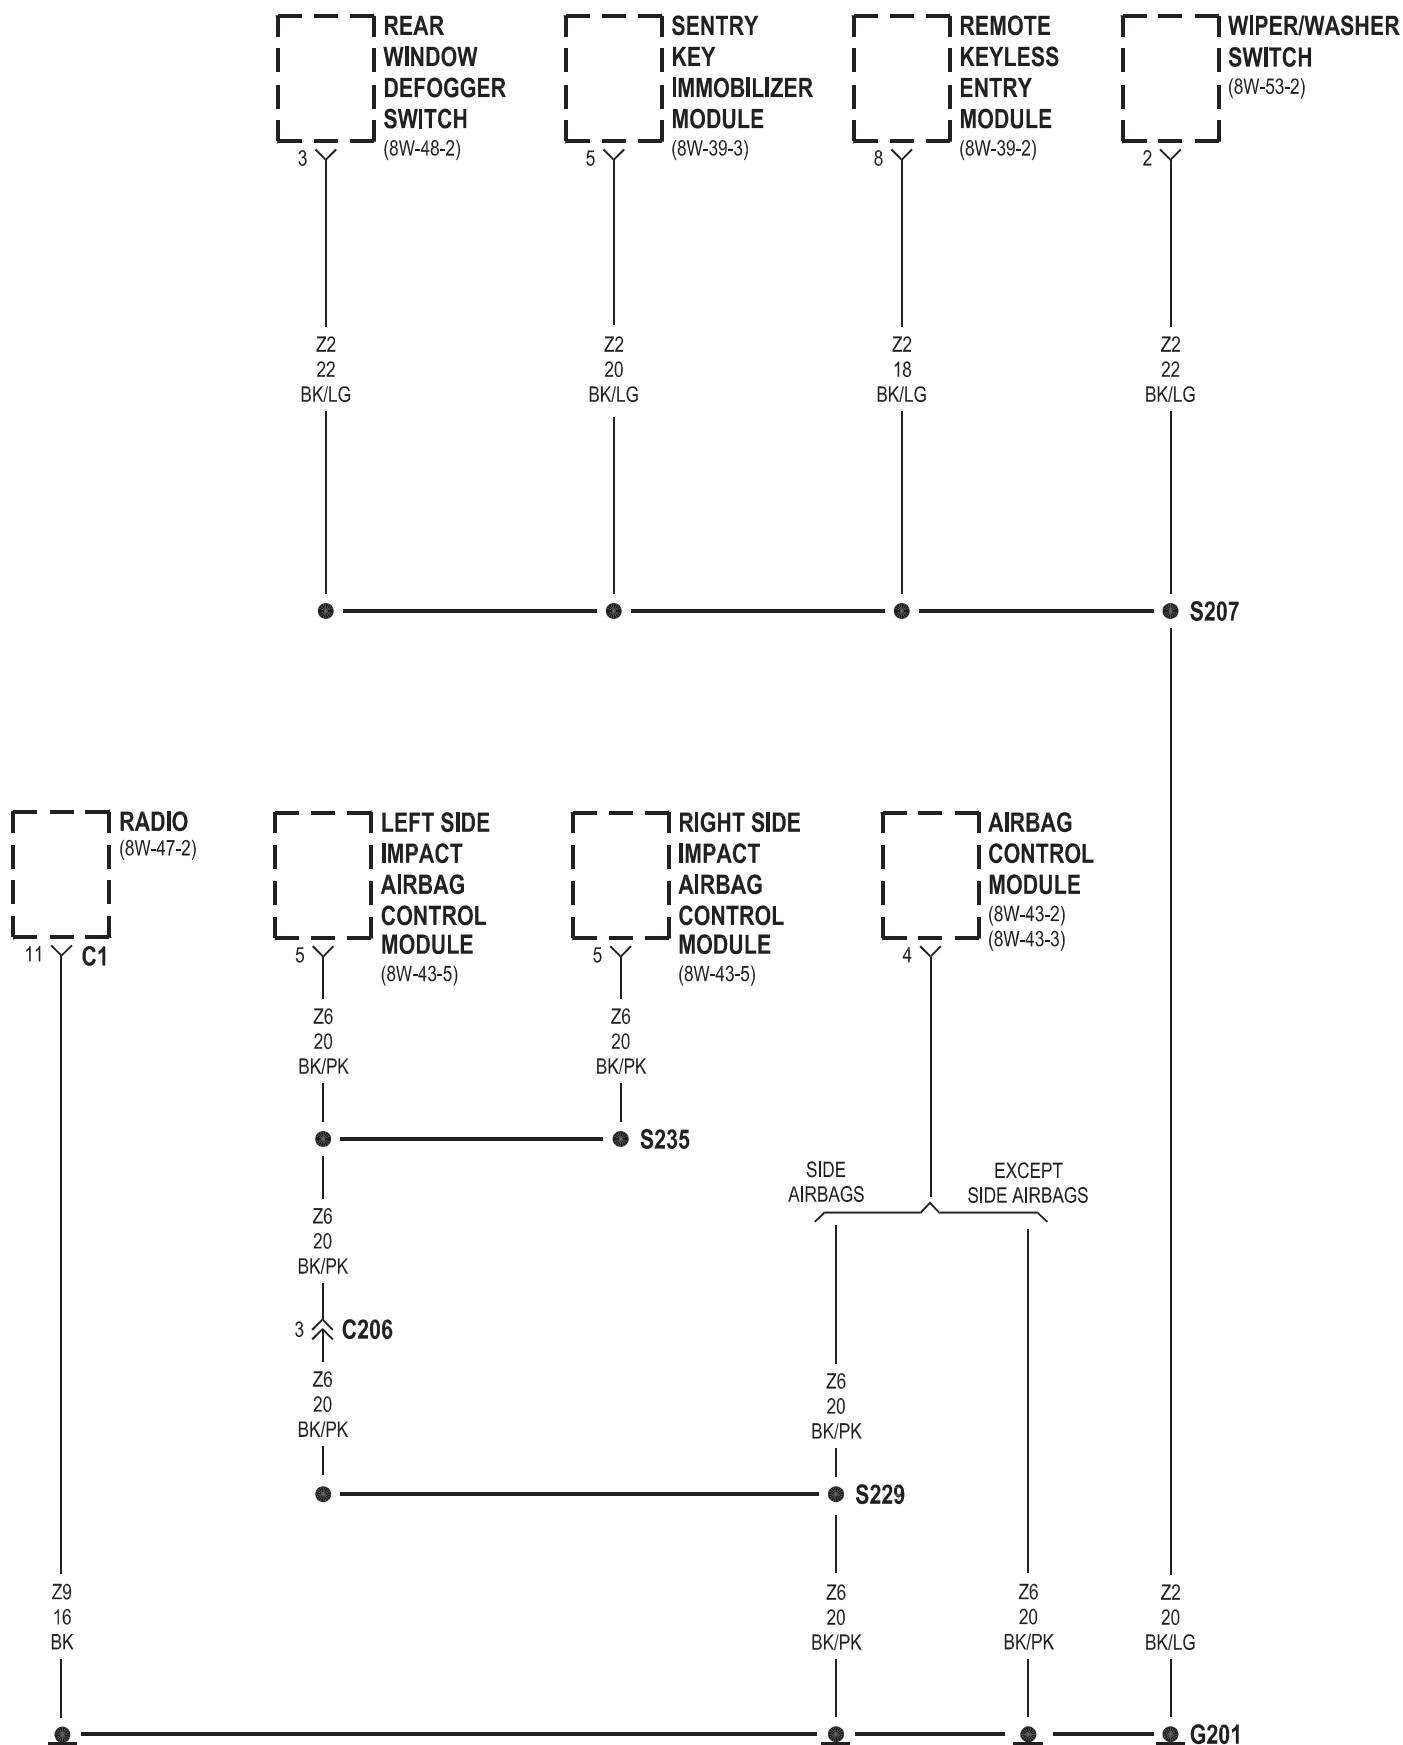 REAR
WINDOW
DEFOGGER
SWITCH
(8W-48-2)
3
SENTRY
KEY
IMMOBILIZER
MODULE
(8W-39-3)
5
REMOTE
KEYLESS
ENTRY
MODULE
(8W-39-2)
8
WIPER/WASHER
SWITCH
(8W-53-2)
2
Z2
22
BK/LG
Z2
20
BK/LG
Z2
18
BK/LG
Z2
22
BK/LG
S207
RADIO
(8W-47-2)
11
C1
LEFT SIDE
IMPACT
AIRBAG
CONTROL
MODULE
(8W-43-5)
5
RIGHT SIDE
IMPACT
AIRBAG
CONTROL
MODULE
(8W-43-5)
5
AIRBAG
CONTROL
MODULE
(8W-43-2)
(8W-43-3)
4
Z6
20
BK/PK
Z6
20
BK/PK
S235
SIDE
AIRBAGS
EXCEPT
SIDE AIRBAGS
Z6
20
BK/PK
3
C206
Z6
20
BK/PK
Z6
20
BK/PK
S229
Z9
16
BK
Z6
20
BK/PK
Z6
20
BK/PK
Z2
20
BK/LG
G201